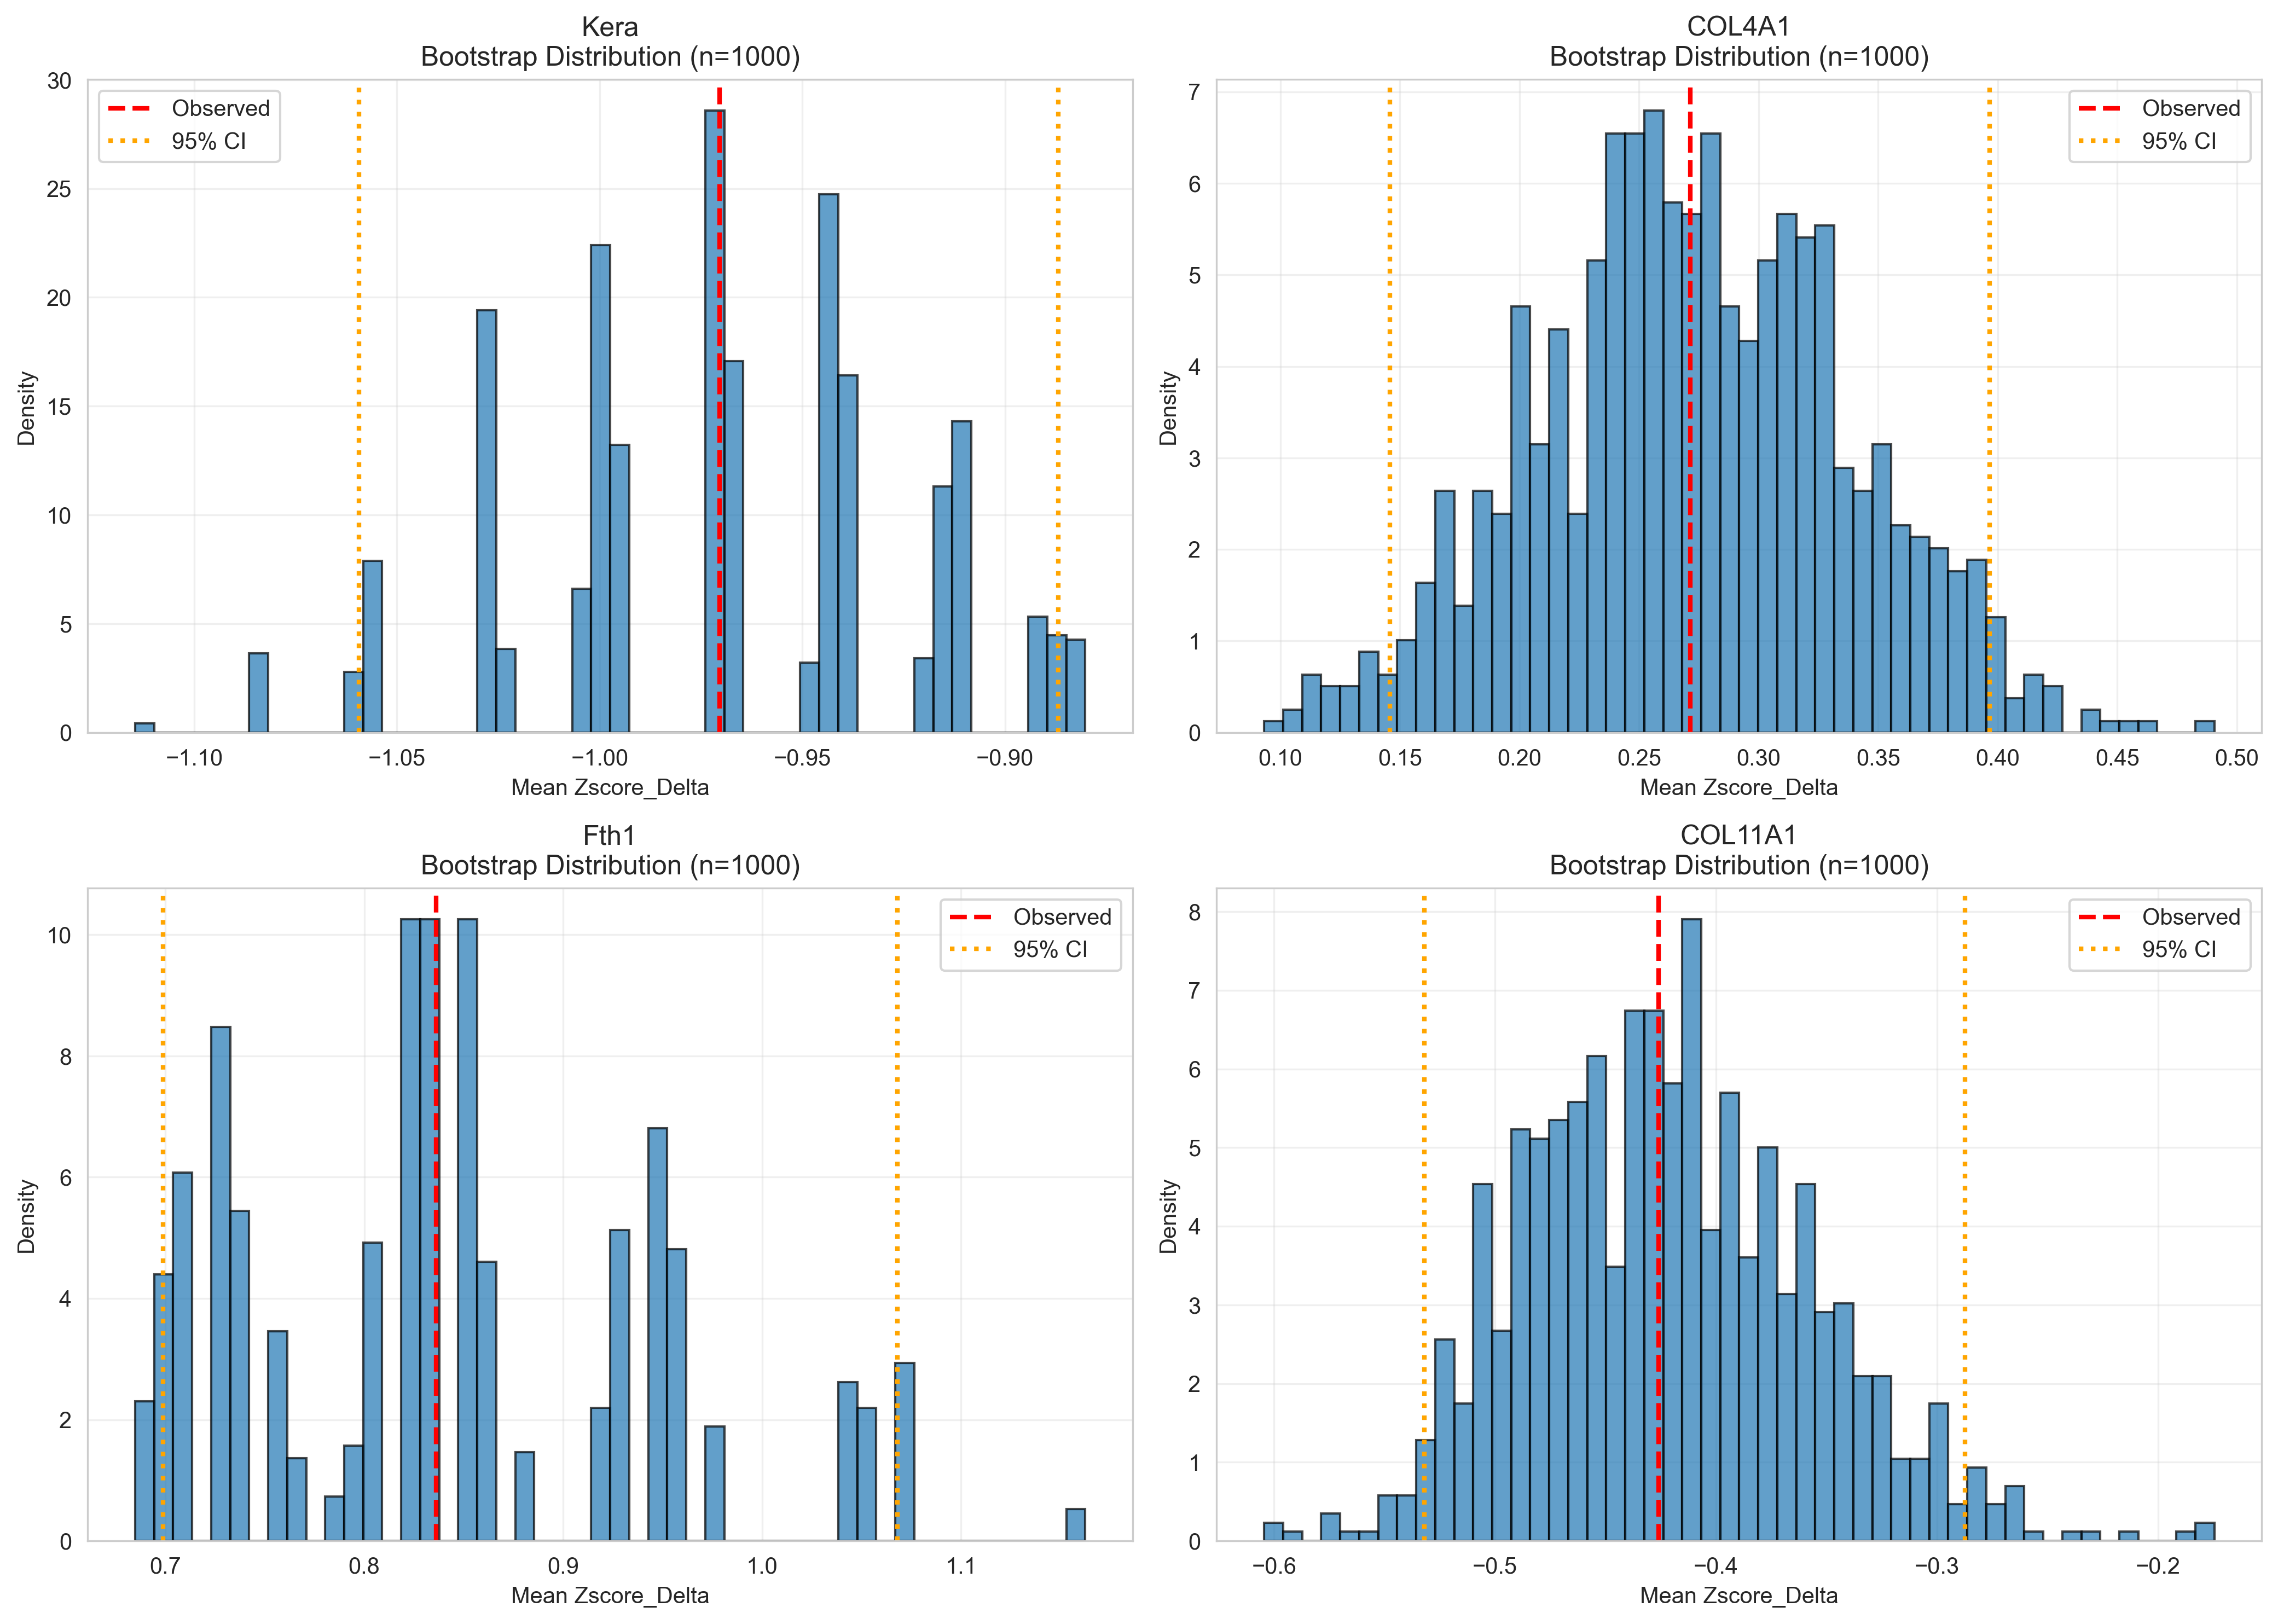 Kera
Bootstrap Distribution (n=1000)
Observed
95% CI
Density
30
25
20
15
10
5
0
−1.10
−1.05
−1.00
−0.95
−0.90
Mean Zscore_Delta
COL4A1
Bootstrap Distribution (n=1000)
Observed
95% CI
Density
7
6
5
4
3
2
1
0
0.10
0.15
0.20
0.25
0.30
0.35
0.40
0.45
0.50
Mean Zscore_Delta
Fth1
Bootstrap Distribution (n=1000)
Observed
95% CI
Density
10
8
6
4
2
0
0.7
0.8
0.9
1.0
1.1
Mean Zscore_Delta
COL11A1
Bootstrap Distribution (n=1000)
Observed
95% CI
Density
8
7
6
5
4
3
2
1
0
−0.6
−0.5
−0.4
−0.3
−0.2
Mean Zscore_Delta